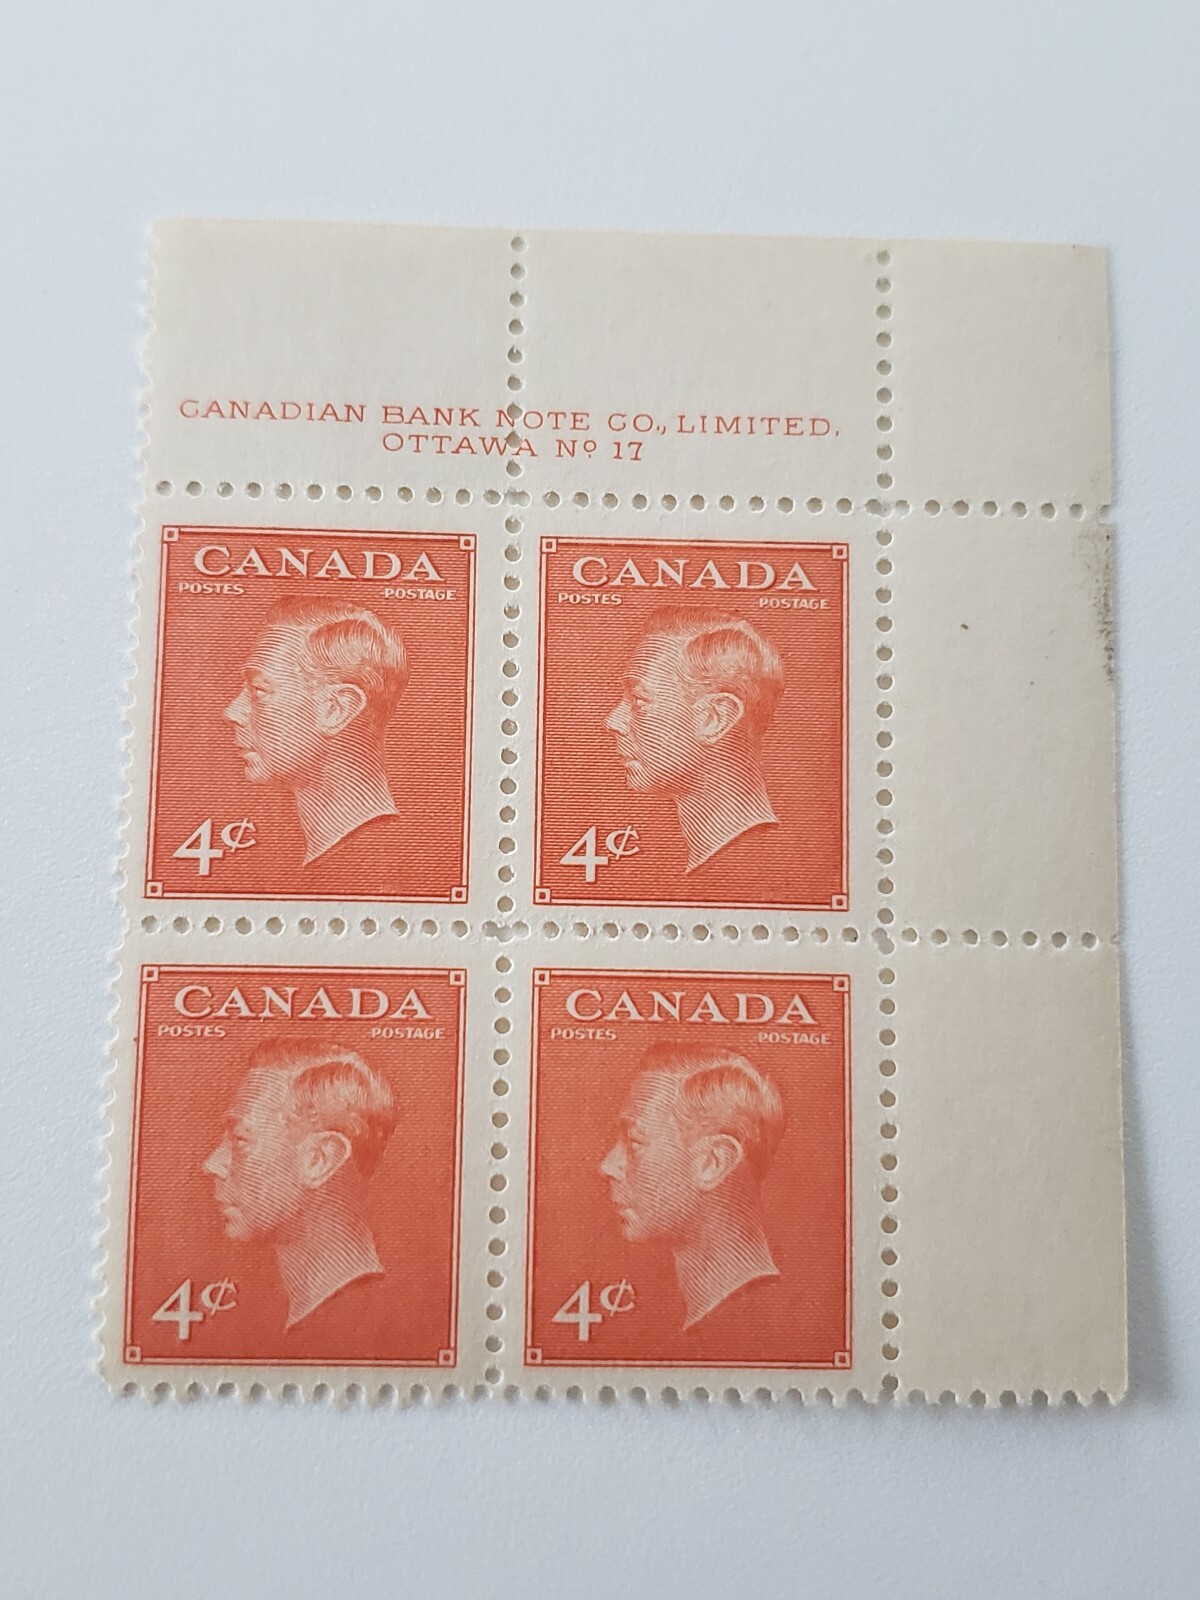 CANADIAN BANK NOTE CO., LIMITED.
OTTAWA Nº 17
CANADA
POSTES POSTAGE
4¢
CANADA
POSTES POSTAGE
4¢
CANADA
POSTES POSTAGE
4¢
CANADA
POSTES POSTAGE
4¢